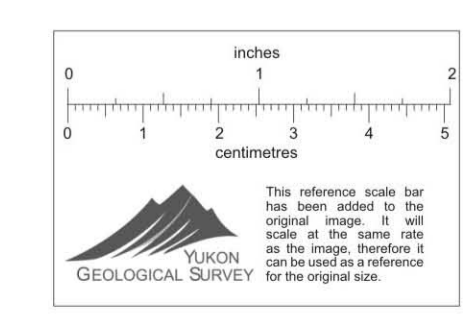 inches
0 1 2
0 1 2 3 4 5
centimetres
This reference scale bar
has been added to the
original image. It will
scale at the same rate
as the image, therefore it
can be used as a reference
for the original size.
YUKON
GEOLOGICAL SURVEY